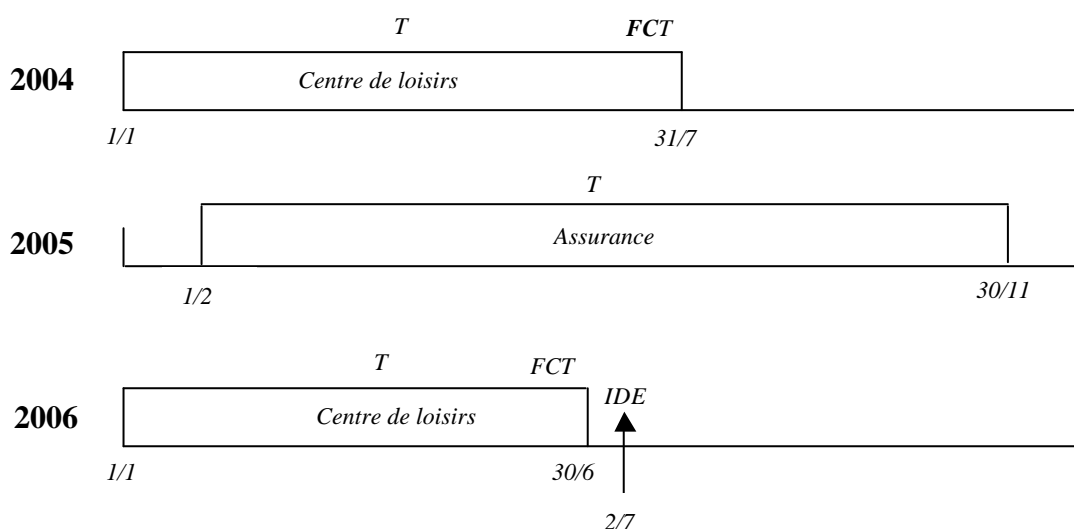 T FCT
2004 Centre de loisirs
1/1 31/7
T
2005 Assurance
1/2 30/11
T FCT IDE
2006 Centre de loisirs
1/1 30/6
2/7